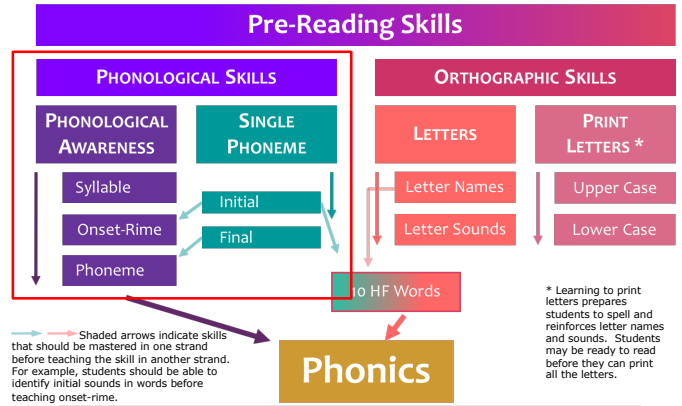 Pre-Reading Skills
PHONOLOGICAL SKILLS
ORTHOGRAPHIC SKILLS
PHONOLOGICAL
AWARENESS
SINGLE
PHONEME
LETTERS
PRINT
LETTERS *
Syllable
Onset-Rime
Phoneme
Initial
Final
Letter Names
Letter Sounds
Upper Case
Lower Case
10 HF Words
Shaded arrows indicate skills
that should be mastered in one strand
before teaching the skill in another strand.
For example, students should be able to
identify initial sounds in words before
teaching onset-rime.
Phonics
* Learning to print
letters prepares
students to spell and
reinforces letter names
and sounds. Students
may be ready to read
before they can print
all the letters.